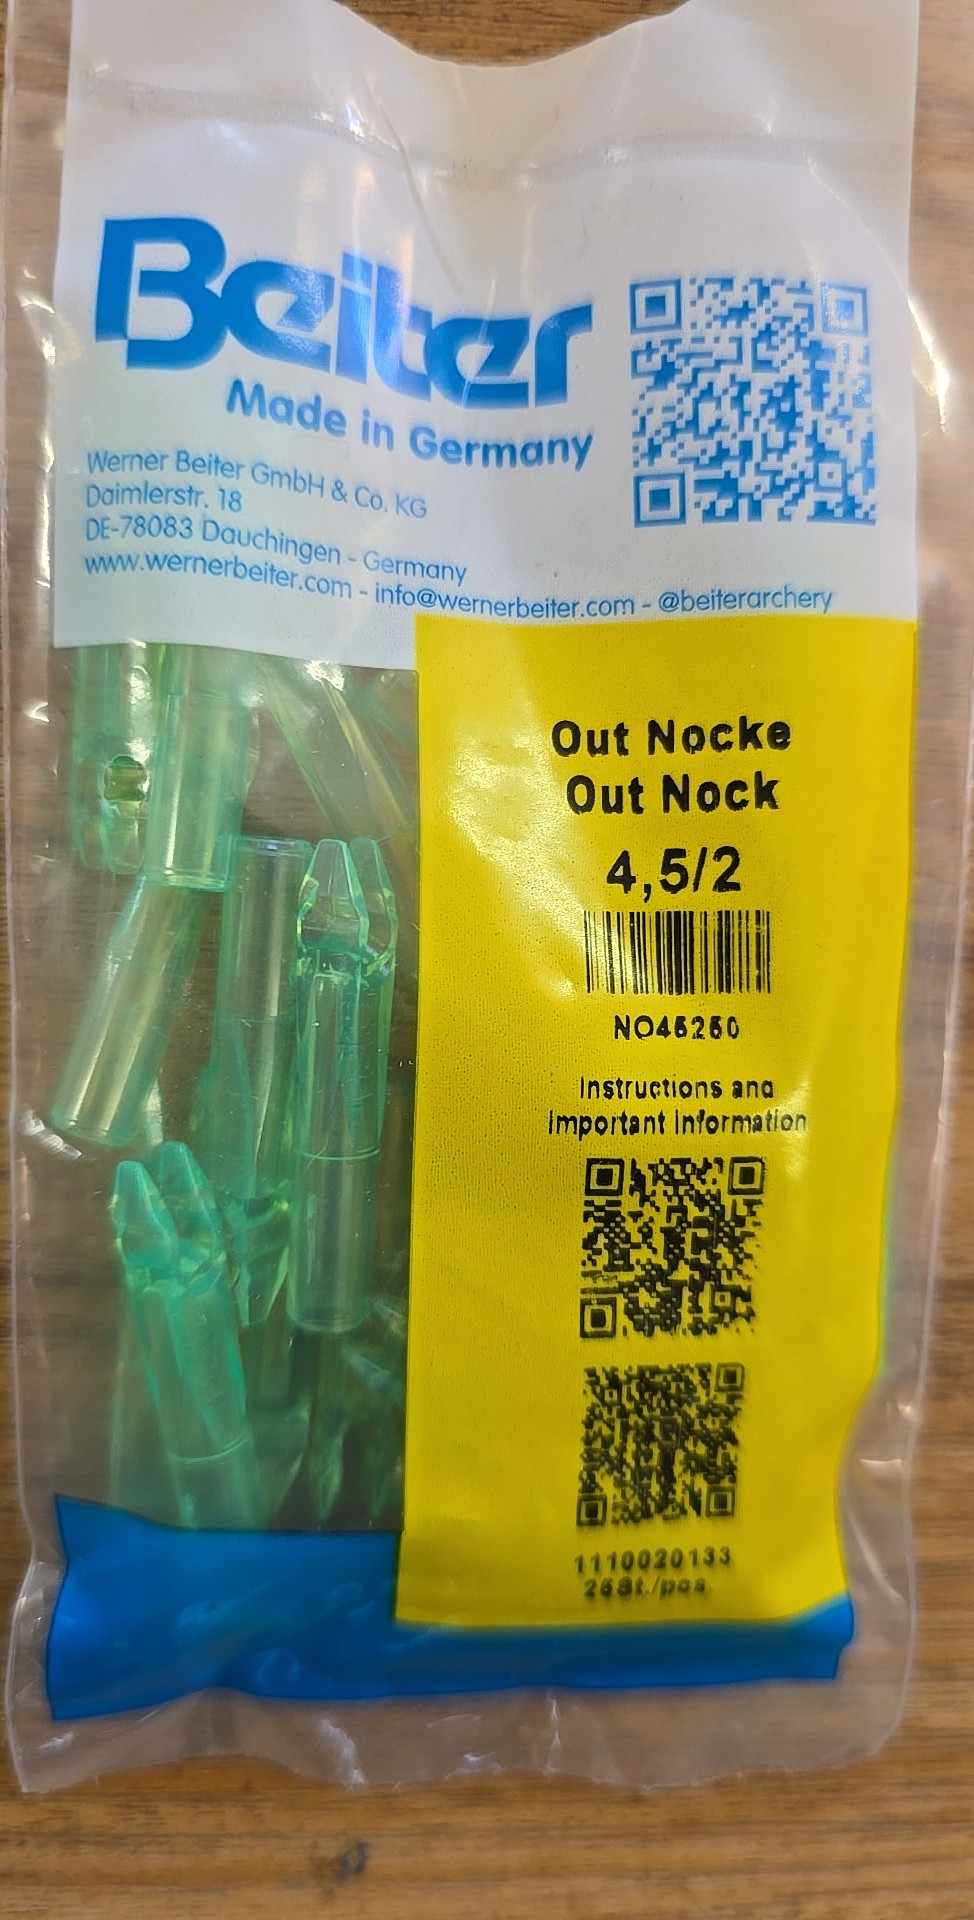 Beiter
Made in Germany
Werner Beiter GmbH & Co. KG
Daimlerstr. 18
DE-78083 Dauchingen - Germany
www.wernerbeiter.com - info@wernerbeiter.com - @beiterarchery
Out Nocke
Out Nock
4,5/2
NO45250
Instructions and
Important Information
1110020133
25St./pcs.